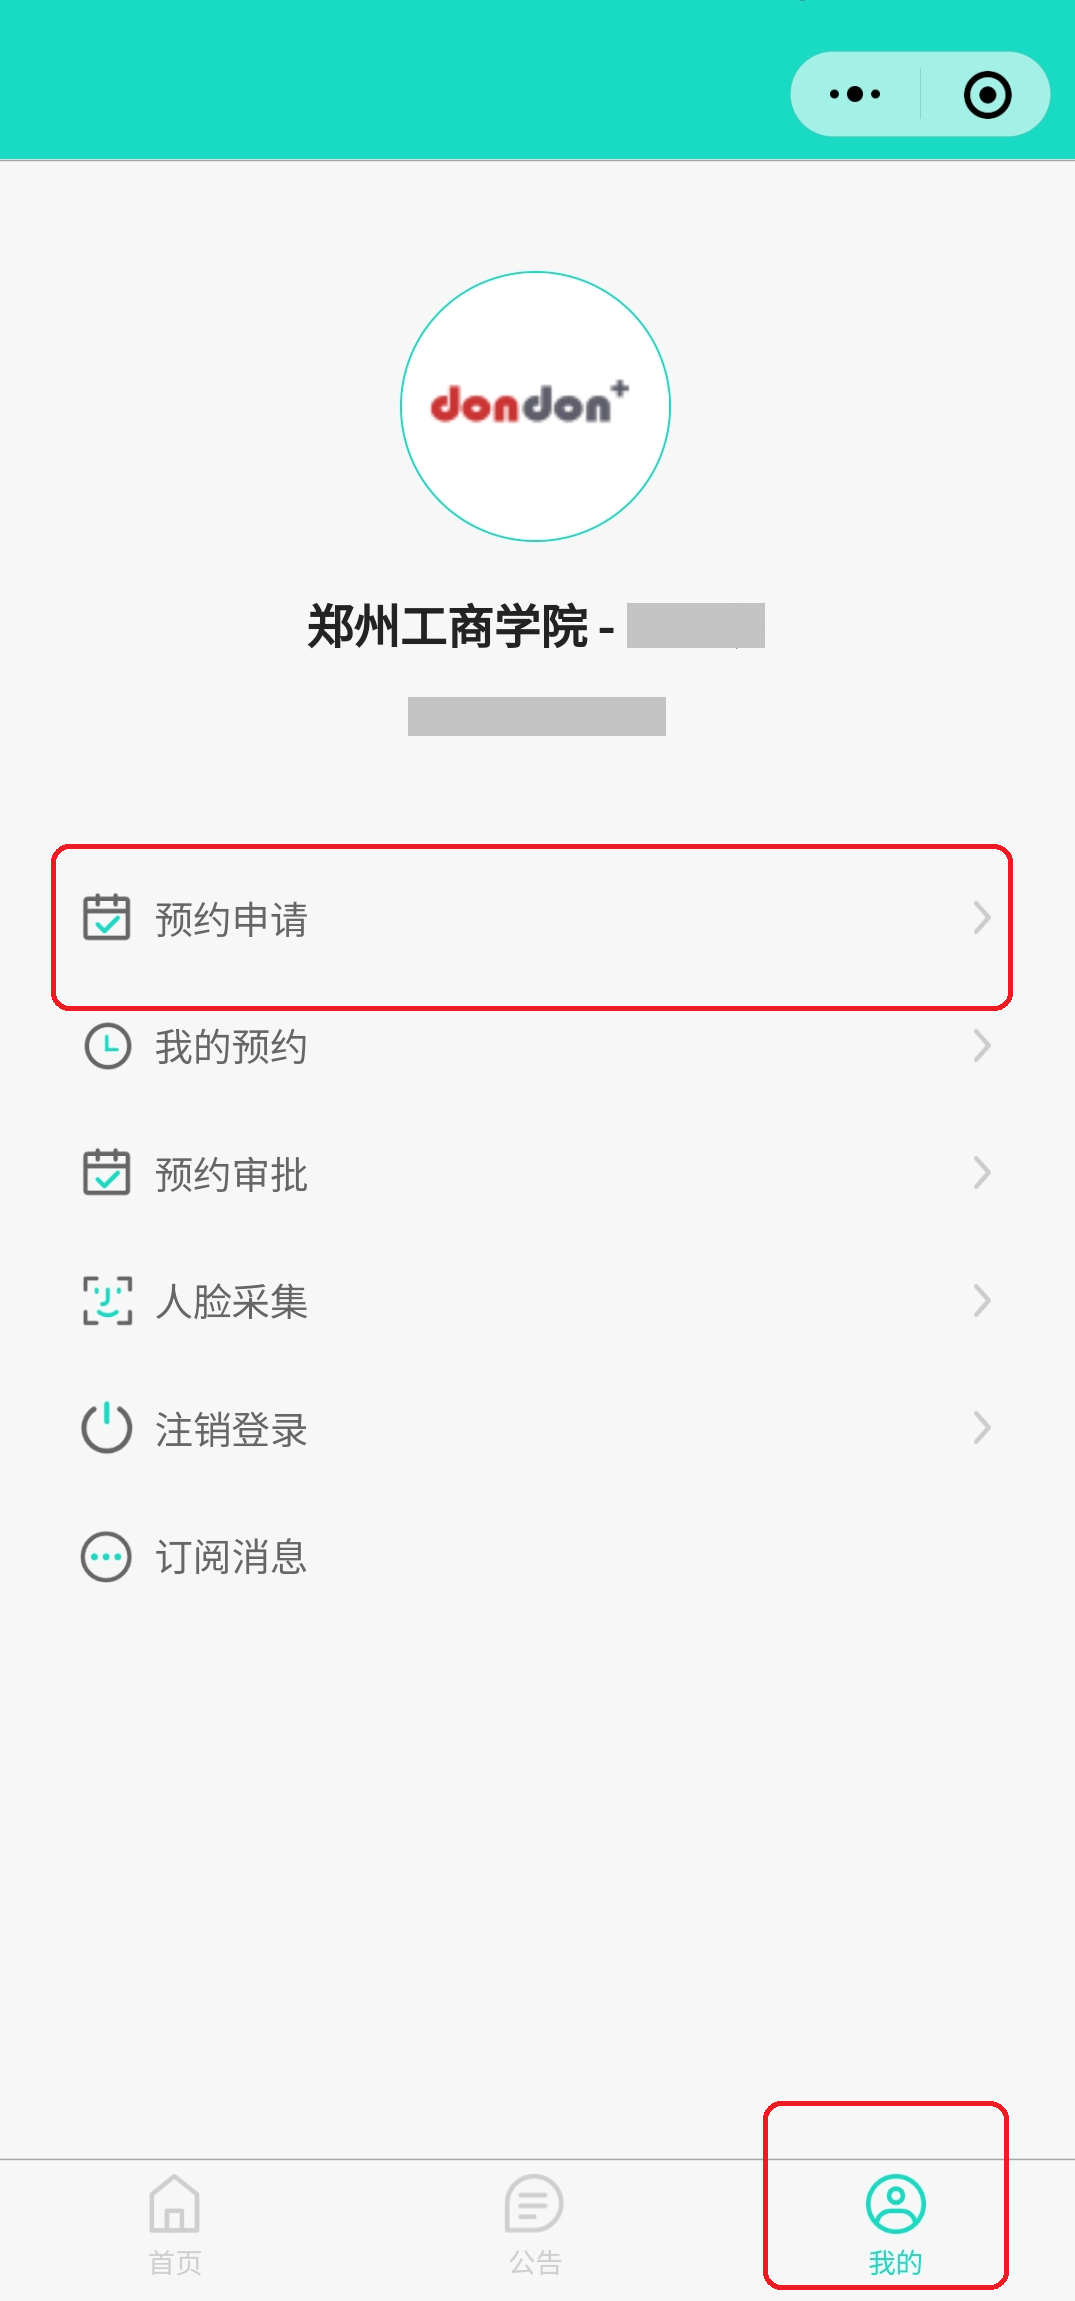 dondon+
郑州工商学院 -
预约申请
我的预约
预约审批
人脸采集
注销登录
订阅消息
首页
公告
我的